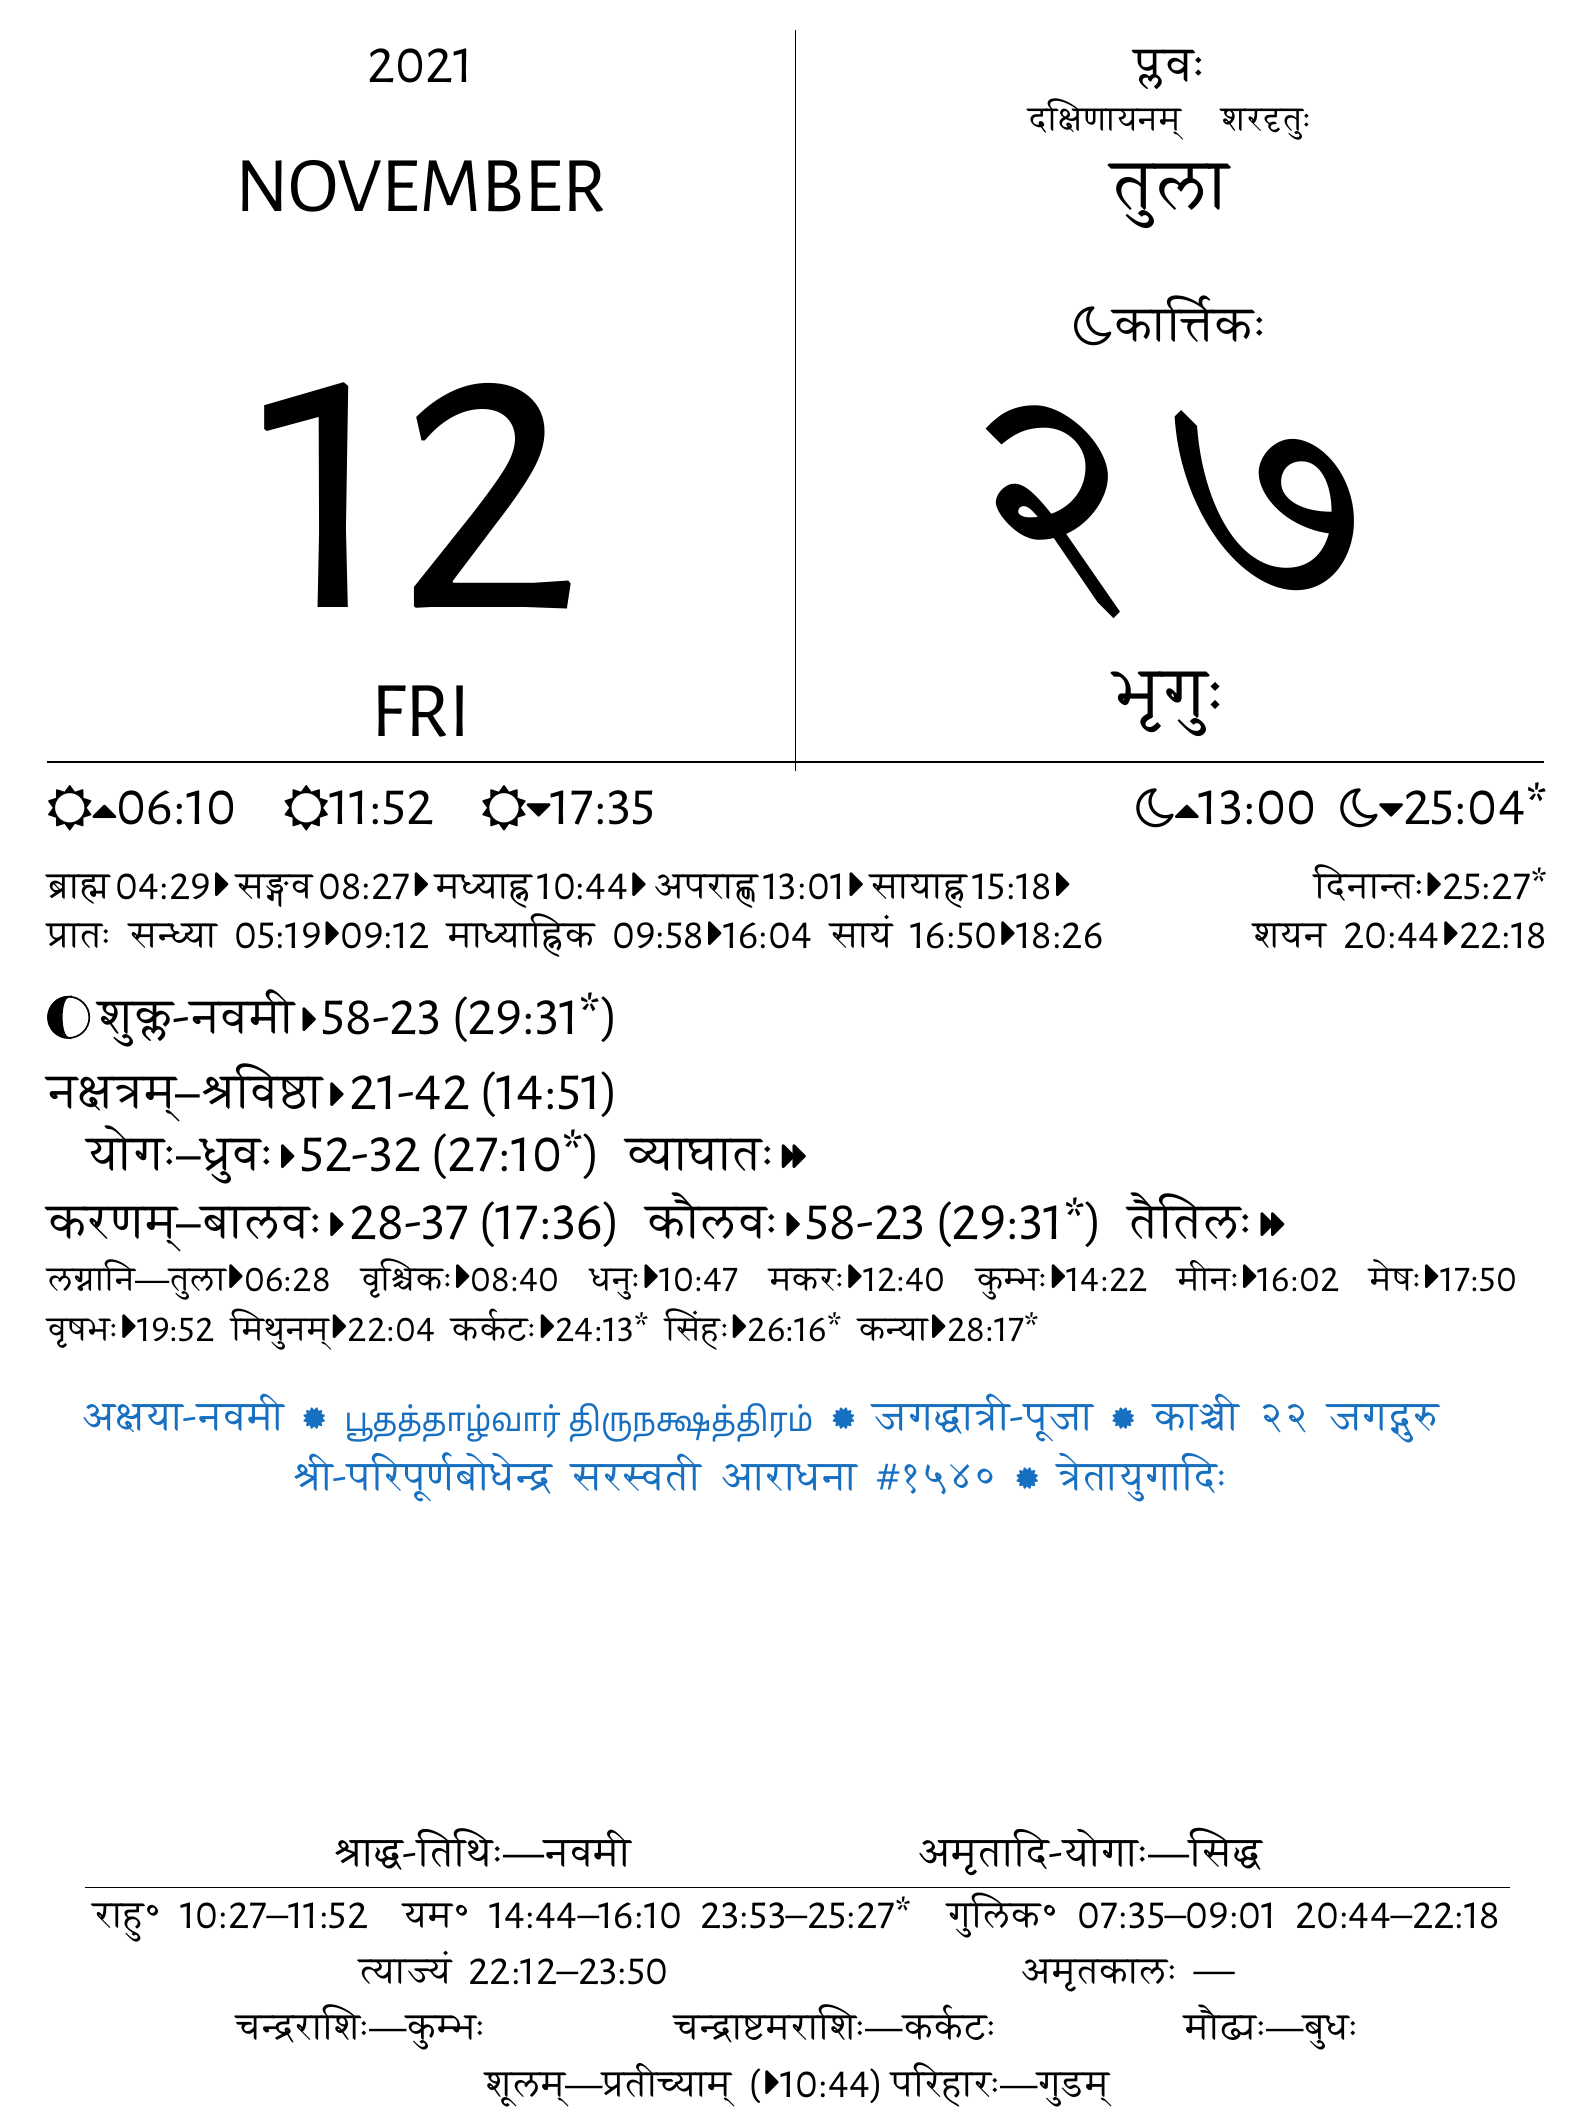 2021
NOVEMBER
12
FRI
प्लवः
दक्षिणायनम् शरदृतुः
तुला
कार्त्तिकः
२७
भृगुः
06:10 11:52 17:35 13:00 25:04*
ब्राह्म 04:29 सङ्गव 08:27 मध्याह्न 10:44 अपराह्ण 13:01 सायाह्न 15:18 दिनान्तः 25:27*
प्रातः सन्ध्या 05:19 09:12 माध्याह्निक 09:58 16:04 सायं 16:50 18:26 शयन 20:44 22:18
शुक्ल-नवमी 58-23 (29:31*)
नक्षत्रम्–श्रविष्ठा 21-42 (14:51)
योगः–ध्रुवः 52-32 (27:10*) व्याघातः
करणम्–बालवः 28-37 (17:36) कौलवः 58-23 (29:31*) तैतिलः
लग्नानि—तुला 06:28 वृश्चिकः 08:40 धनुः 10:47 मकरः 12:40 कुम्भः 14:22 मीनः 16:02 मेषः 17:50
वृषभः 19:52 मिथुनम् 22:04 कर्कटः 24:13* सिंहः 26:16* कन्या 28:17*
अक्षया-नवमी ✹ பூதத்தாழ்வார் திருநக்ஷத்திரம் ✹ जगद्धात्री-पूजा ✹ काञ्ची २२ जगद्गुरु
श्री-परिपूर्णबोधेन्द्र सरस्वती आराधना #१५४० ✹ त्रेतायुगादिः
श्राद्ध-तिथिः—नवमी अमृतादि-योगाः—सिद्ध
राहु॰ 10:27–11:52 यम॰ 14:44–16:10 23:53–25:27* गुलिक॰ 07:35–09:01 20:44–22:18
त्याज्यं 22:12–23:50 अमृतकालः —
चन्द्रराशिः—कुम्भः चन्द्राष्टमराशिः—कर्कटः मौढ्यः—बुधः
शूलम्—प्रतीच्याम् (10:44) परिहारः—गुडम्